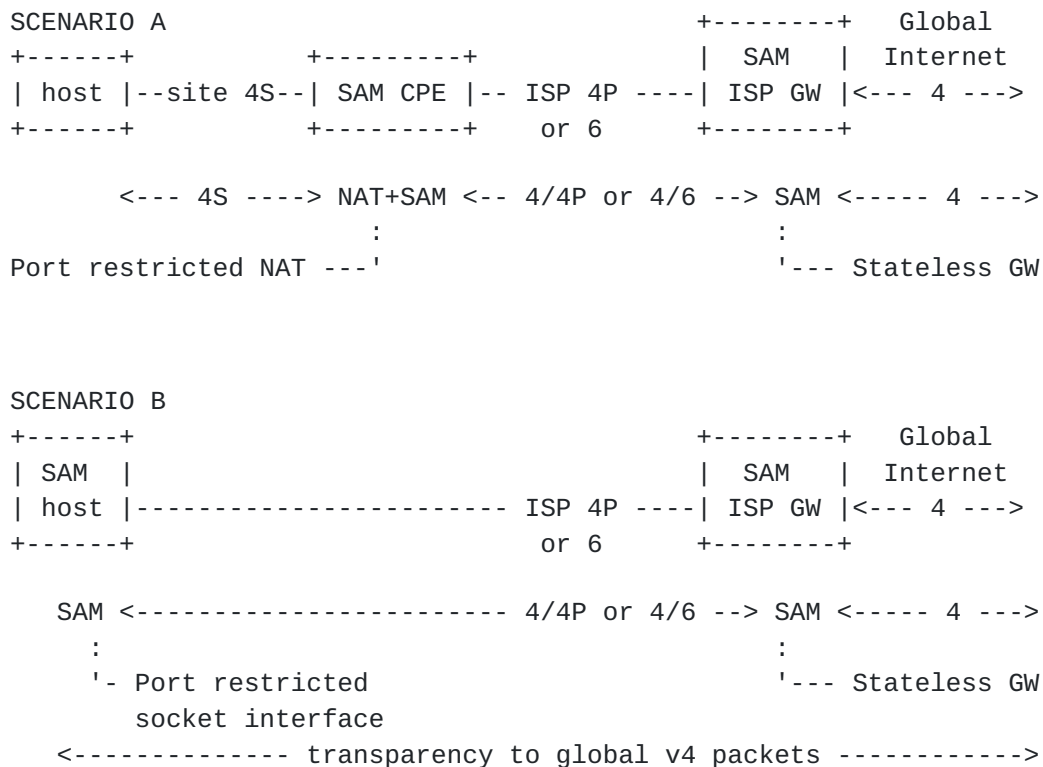 SCENARIO A                                  +--------+   Global
+------+            +---------+             |  SAM   |  Internet
| host |--site 4S--| SAM CPE |-- ISP 4P ----| ISP GW |<--- 4 --->
+------+            +---------+    or 6     +--------+
<--- 4S ----> NAT+SAM <-- 4/4P or 4/6 --> SAM <----- 4 --->
:                         :
Port restricted NAT ---'                    '--- Stateless GW
SCENARIO B
+------+                                    +--------+   Global
| SAM  |                                    |  SAM   |  Internet
| host |------------------------ ISP 4P ----| ISP GW |<--- 4 --->
+------+                          or 6      +--------+
SAM <------------------------ 4/4P or 4/6 --> SAM <----- 4 --->
:                                           :
'- Port restricted                          '--- Stateless GW
socket interface
<-------------- transparency to global v4 packets ------------>